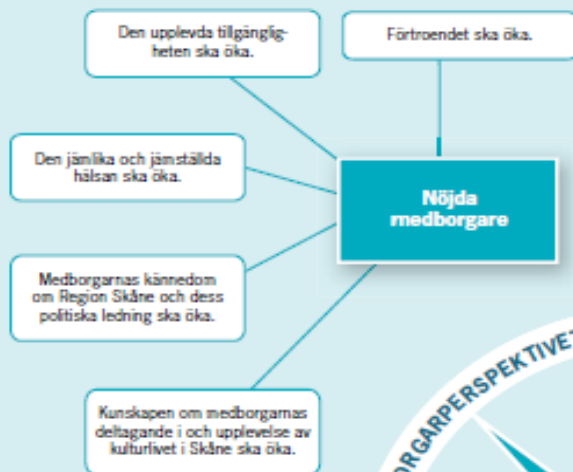 Den upplevda tillgänglig-
heten ska öka.
Förtroendet ska öka.
Den jämlika och jämställda
hälsan ska öka.
Nöjda
medborgare
Medborgarnas kännedom
om Region Skåne och dess
politiska ledning ska öka.
Kunskapen om medborgarnas
deltagande i och upplevelse av
kulturlivet i Skåne ska öka.
ORGARPERSPEKTIVET